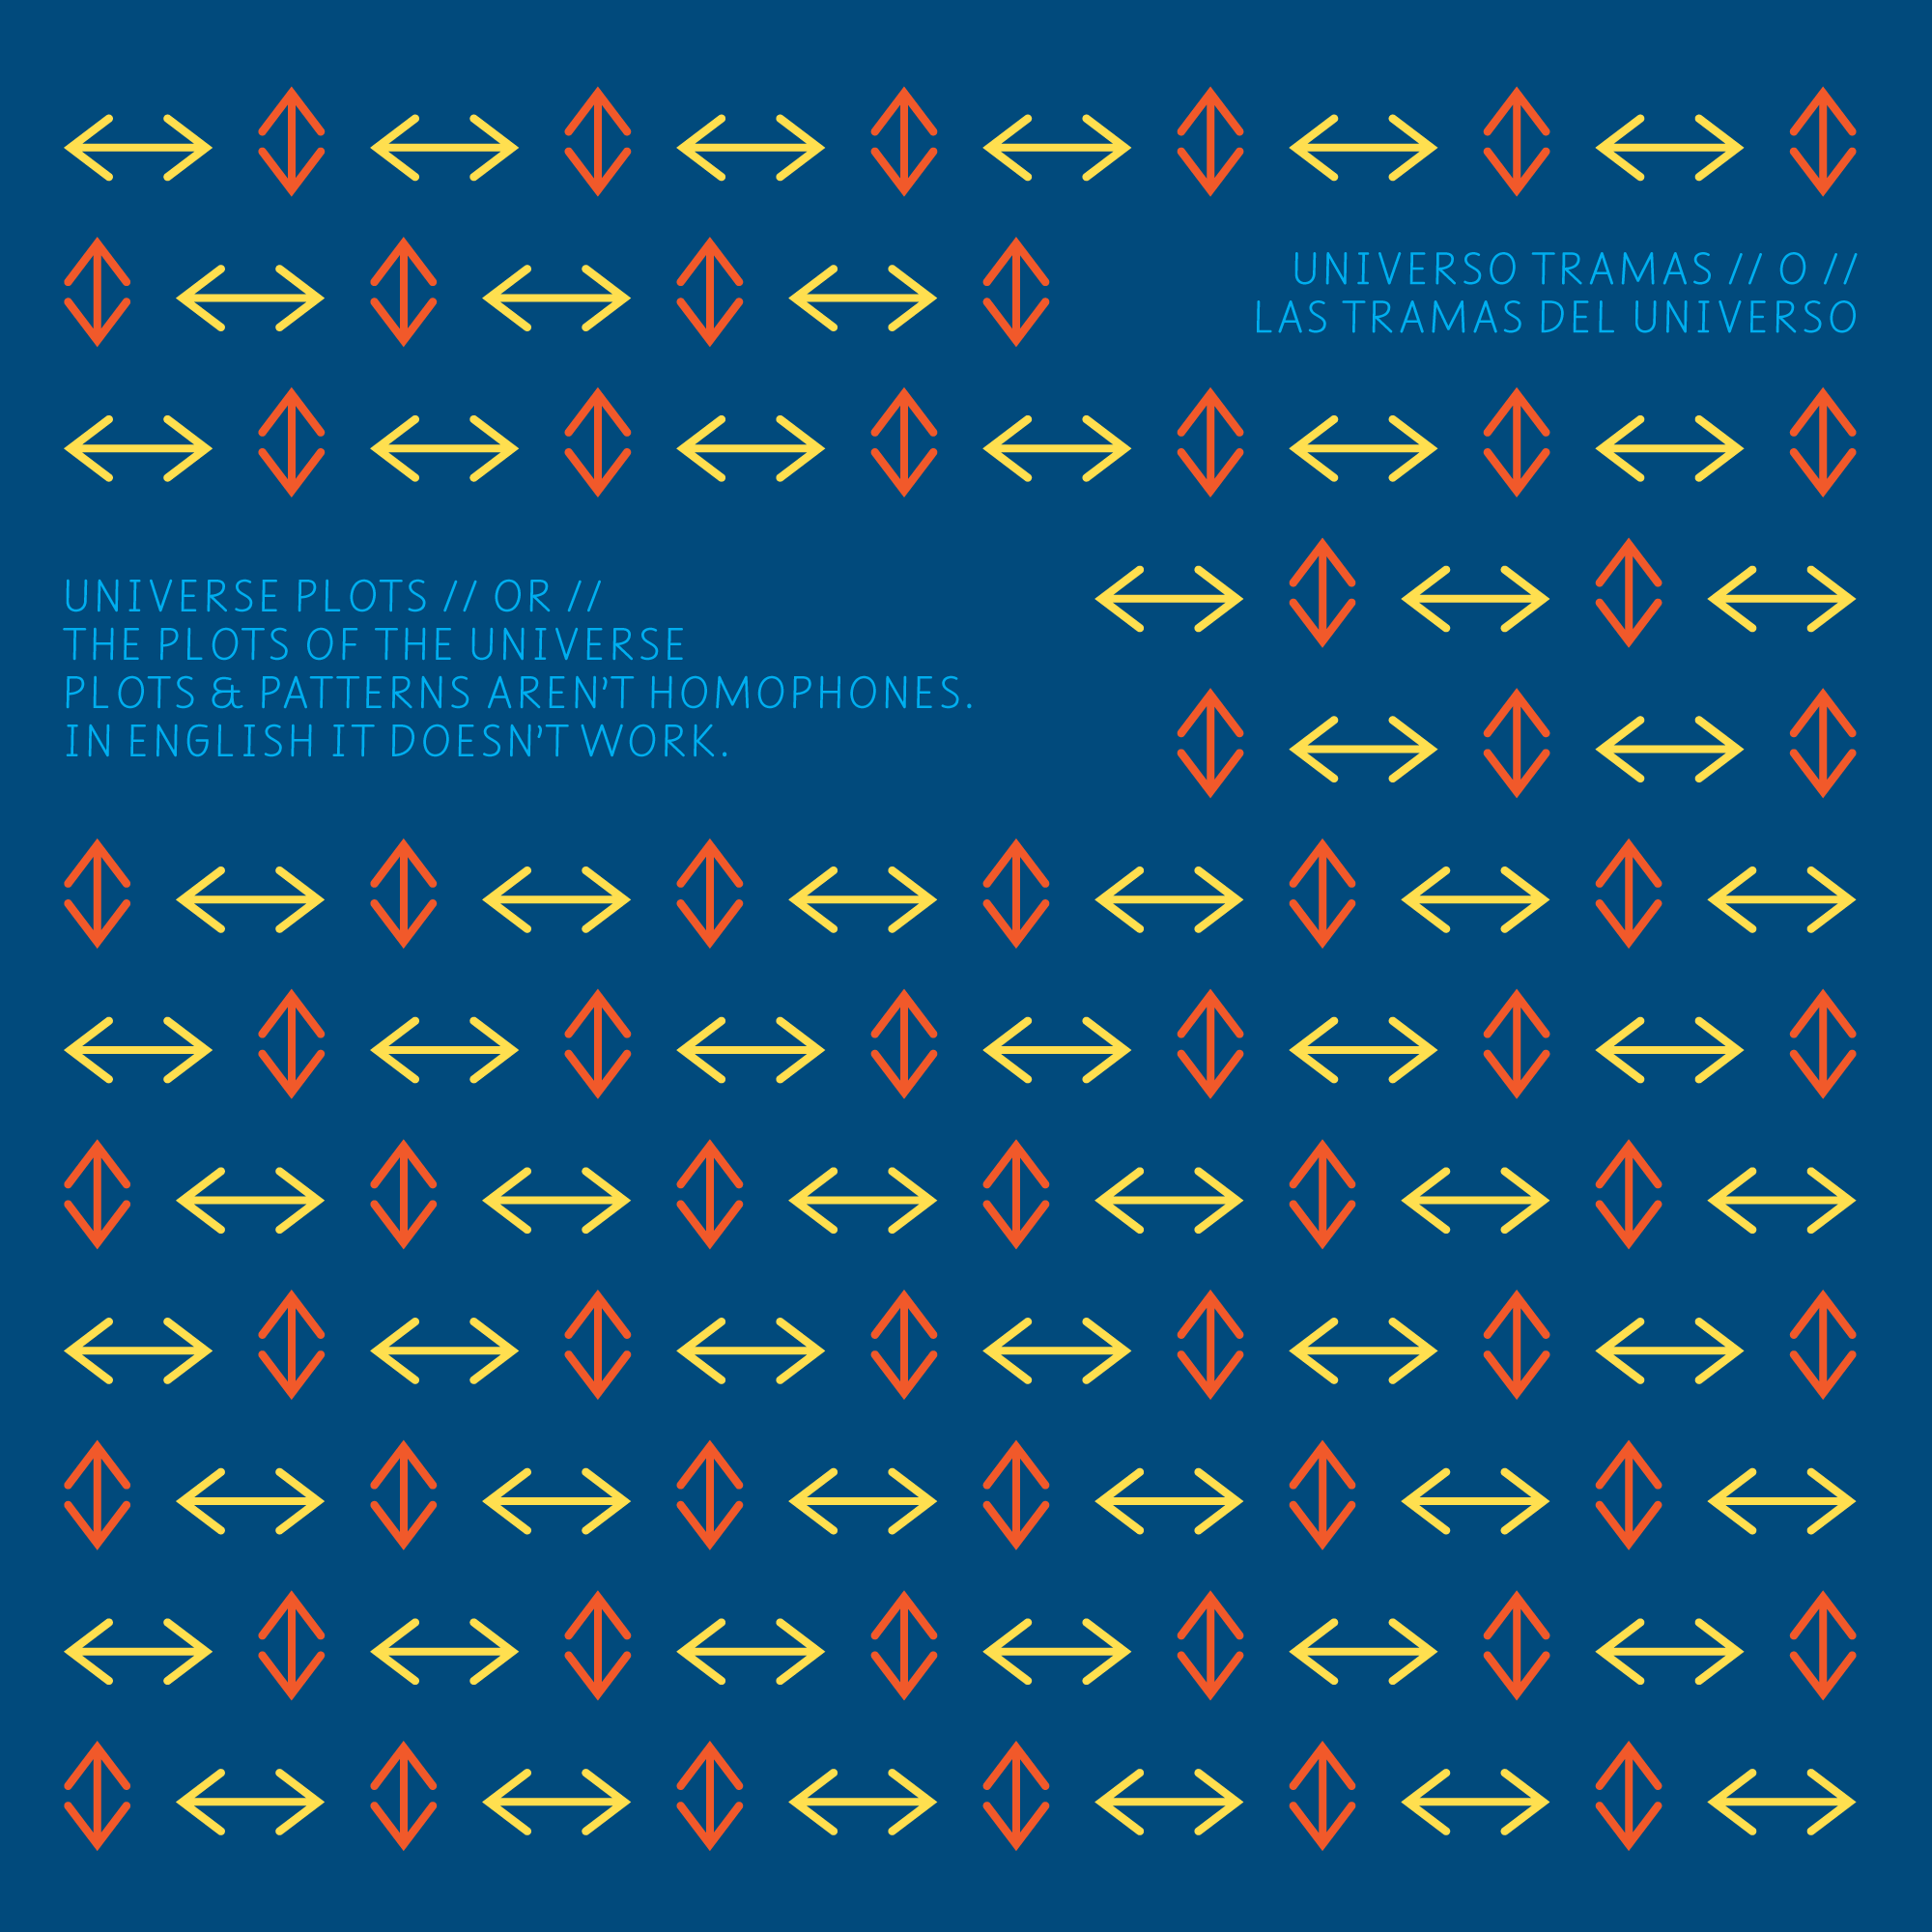 UNIVERSO TRAMAS // O //
LAS TRAMAS DEL UNIVERSO
UNIVERSE PLOTS // OR //
THE PLOTS OF THE UNIVERSE
PLOTS & PATTERNS AREN'T HOMOPHONES.
IN ENGLISH IT DOESN'T WORK.